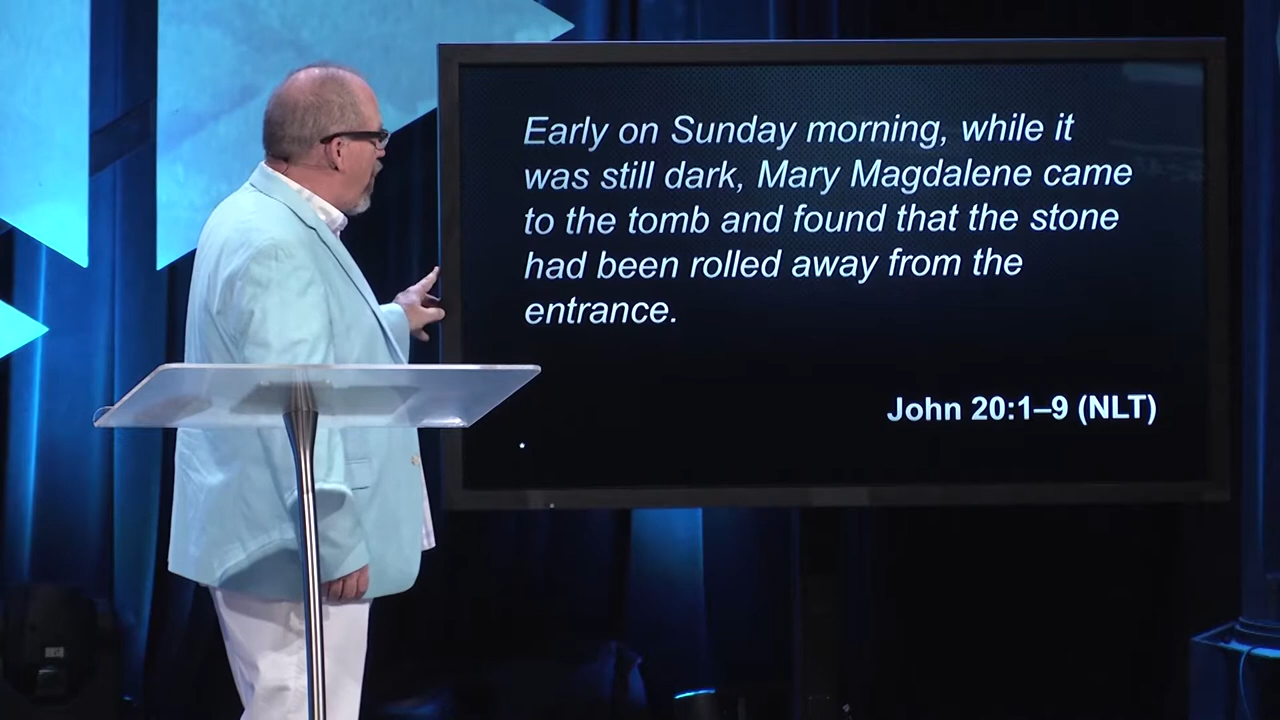 Early on Sunday morning, while it
was still dark, Mary Magdalene came
to the tomb and found that the stone
had been rolled away from the
entrance.
John 20:1–9 (NLT)